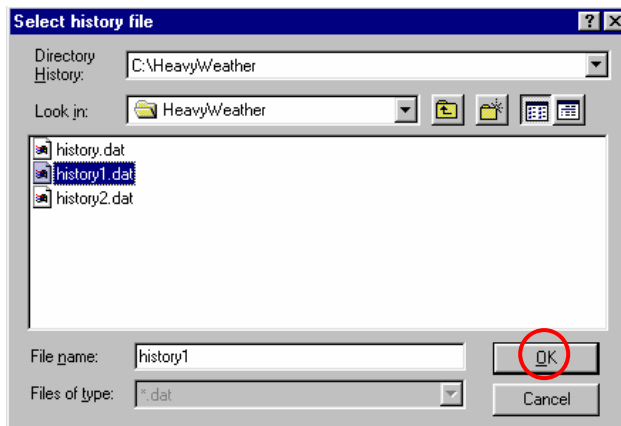 Select history file
Directory History:
C:\HeavyWeather
Look in:
HeavyWeather
history.dat
history1.dat
history2.dat
File name:
history1
OK
Files of type:
*.dat
Cancel